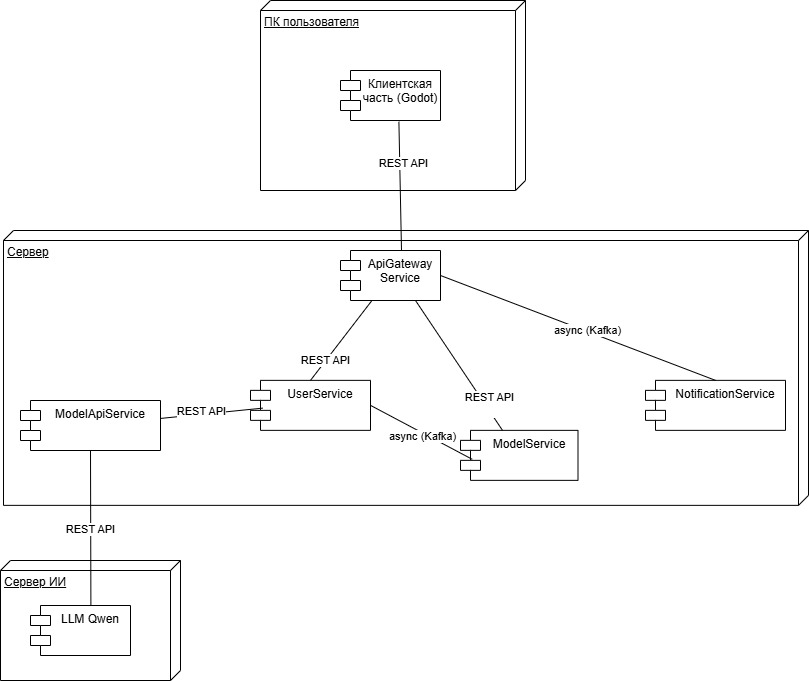 ПК пользователя
Клиентская
часть (Godot)
REST API
Сервер
ApiGateway
Service
async (Kafka)
REST API
UserService
NotificationService
REST API
REST API
ModelApiService
async (Kafka)
ModelService
REST API
Сервер ИИ
LLM Qwen